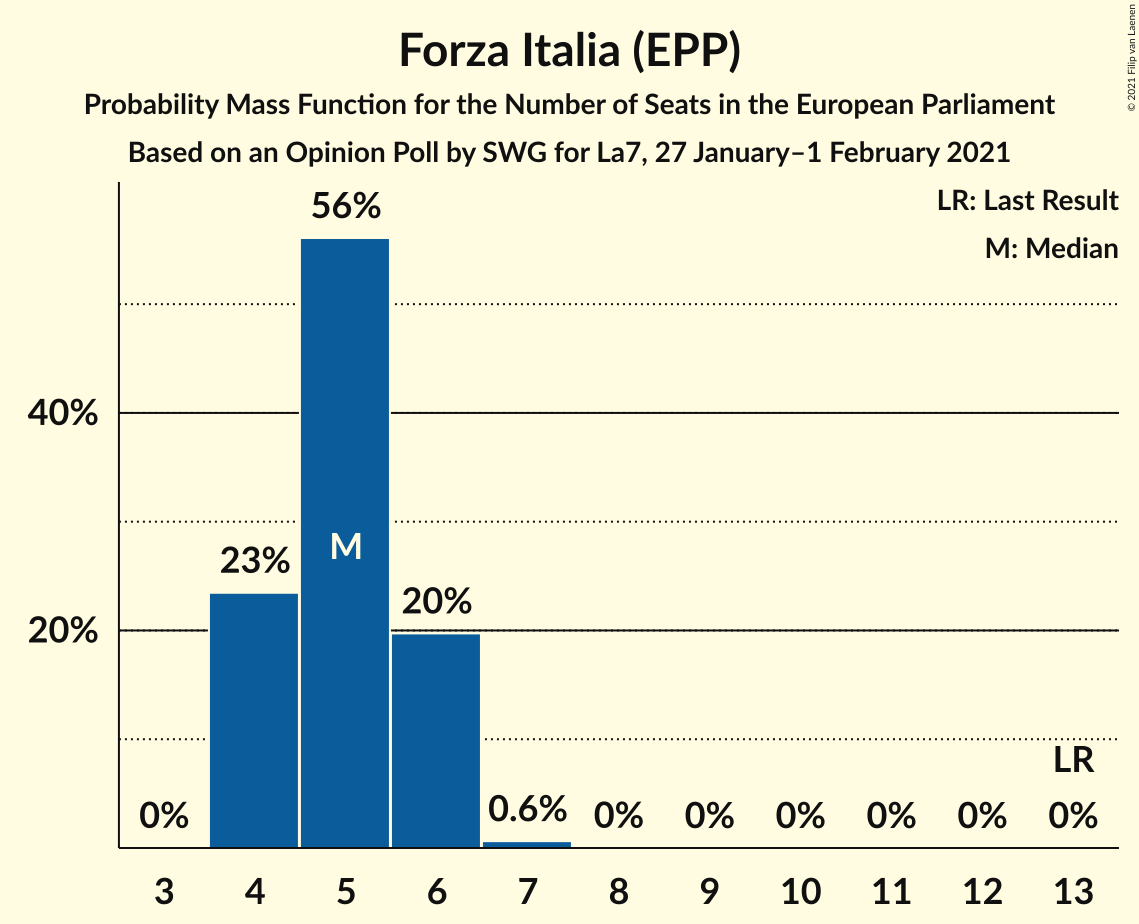 Forza Italia (EPP)
Probability Mass Function for the Number of Seats in the European Parliament
Based on an Opinion Poll by SWG for La7, 27 January–1 February 2021
© 2021 Filip van Laenen
LR: Last Result
M: Median
56%
40%
M
23%
20%
20%
LR
0%
0.6%
0%
0%
0%
0%
0%
0%
3 4 5 6 7 8 9 10 11 12 13